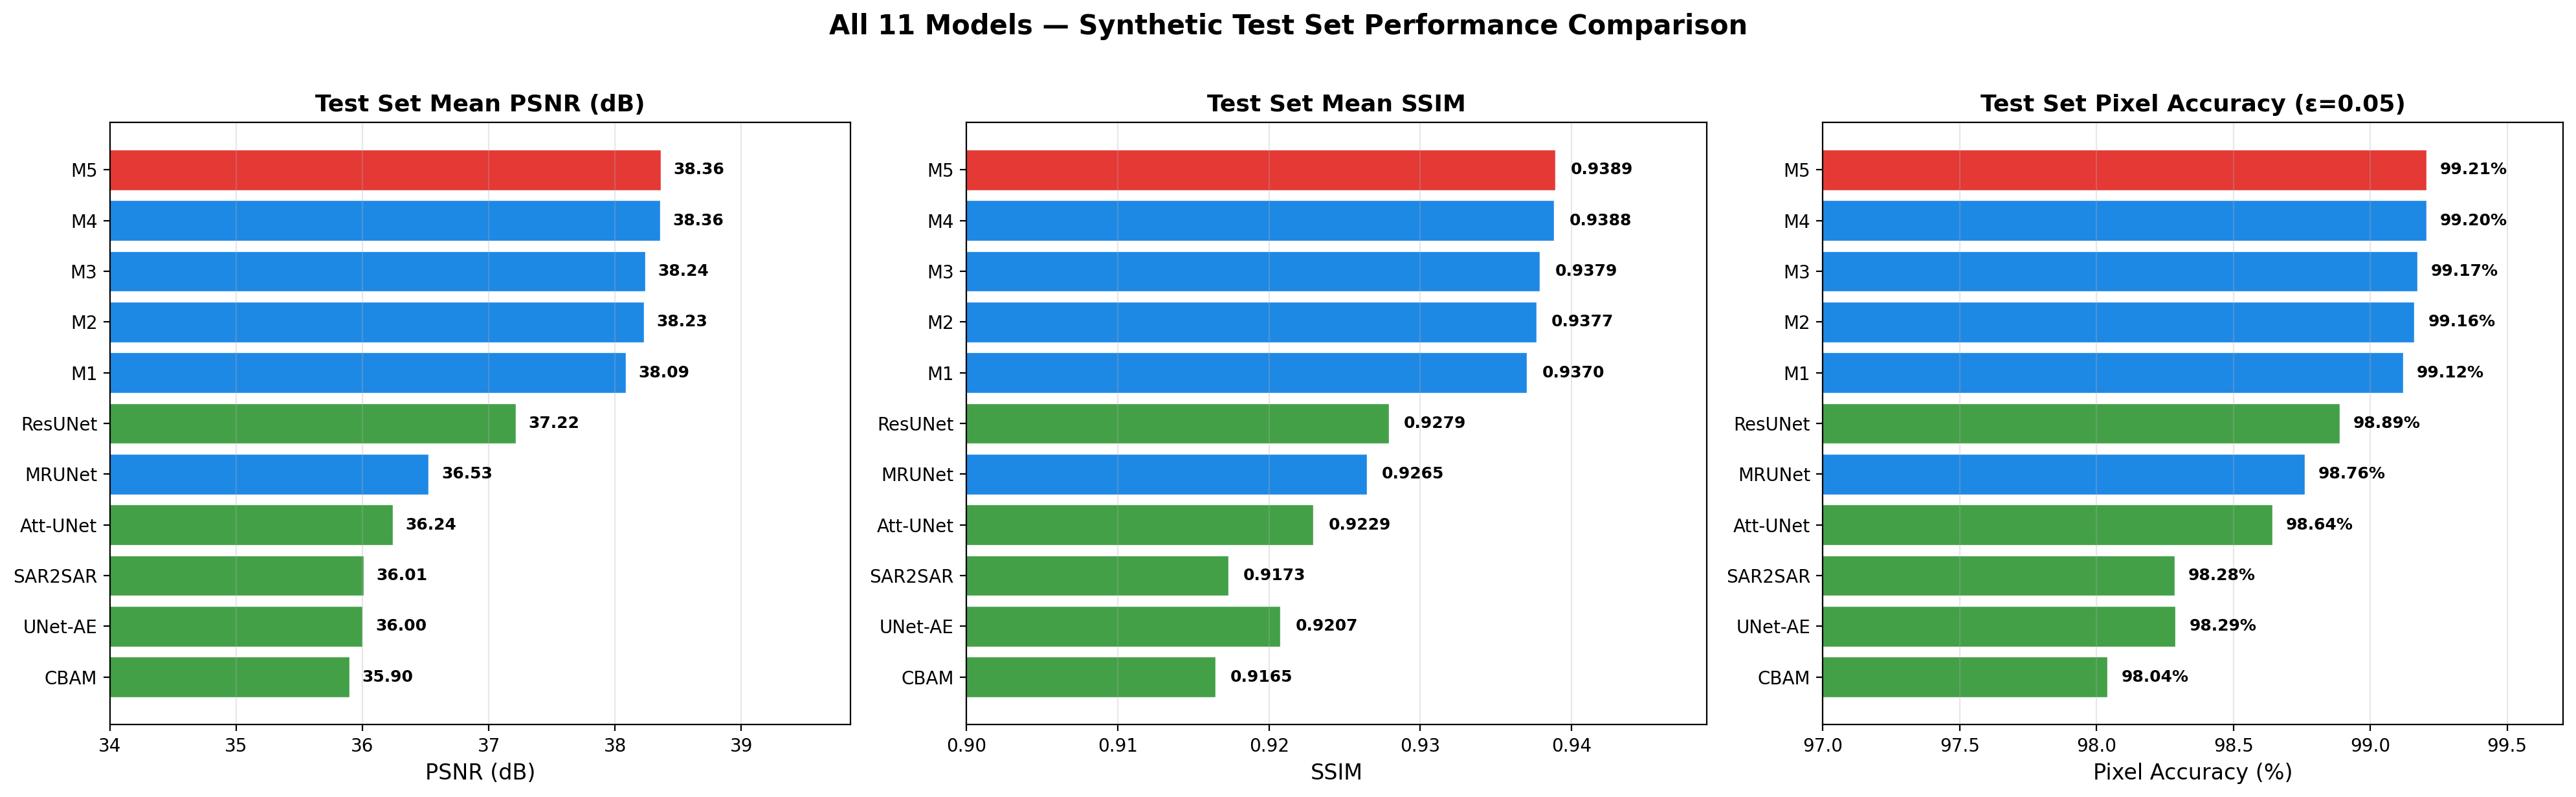 All 11 Models — Synthetic Test Set Performance Comparison
Test Set Mean PSNR (dB)
M5
38.36
M4
38.36
M3
38.24
M2
38.23
M1
38.09
ResUNet
37.22
MRUNet
36.53
Att-UNet
36.24
SAR2SAR
36.01
UNet-AE
36.00
CBAM
35.90
34 35 36 37 38 39
PSNR (dB)
Test Set Mean SSIM
M5
0.9389
M4
0.9388
M3
0.9379
M2
0.9377
M1
0.9370
ResUNet
0.9279
MRUNet
0.9265
Att-UNet
0.9229
SAR2SAR
0.9173
UNet-AE
0.9207
CBAM
0.9165
0.90 0.91 0.92 0.93 0.94
SSIM
Test Set Pixel Accuracy (ε=0.05)
M5
99.21%
M4
99.20%
M3
99.17%
M2
99.16%
M1
99.12%
ResUNet
98.89%
MRUNet
98.76%
Att-UNet
98.64%
SAR2SAR
98.28%
UNet-AE
98.29%
CBAM
98.04%
97.0 97.5 98.0 98.5 99.0 99.5
Pixel Accuracy (%)